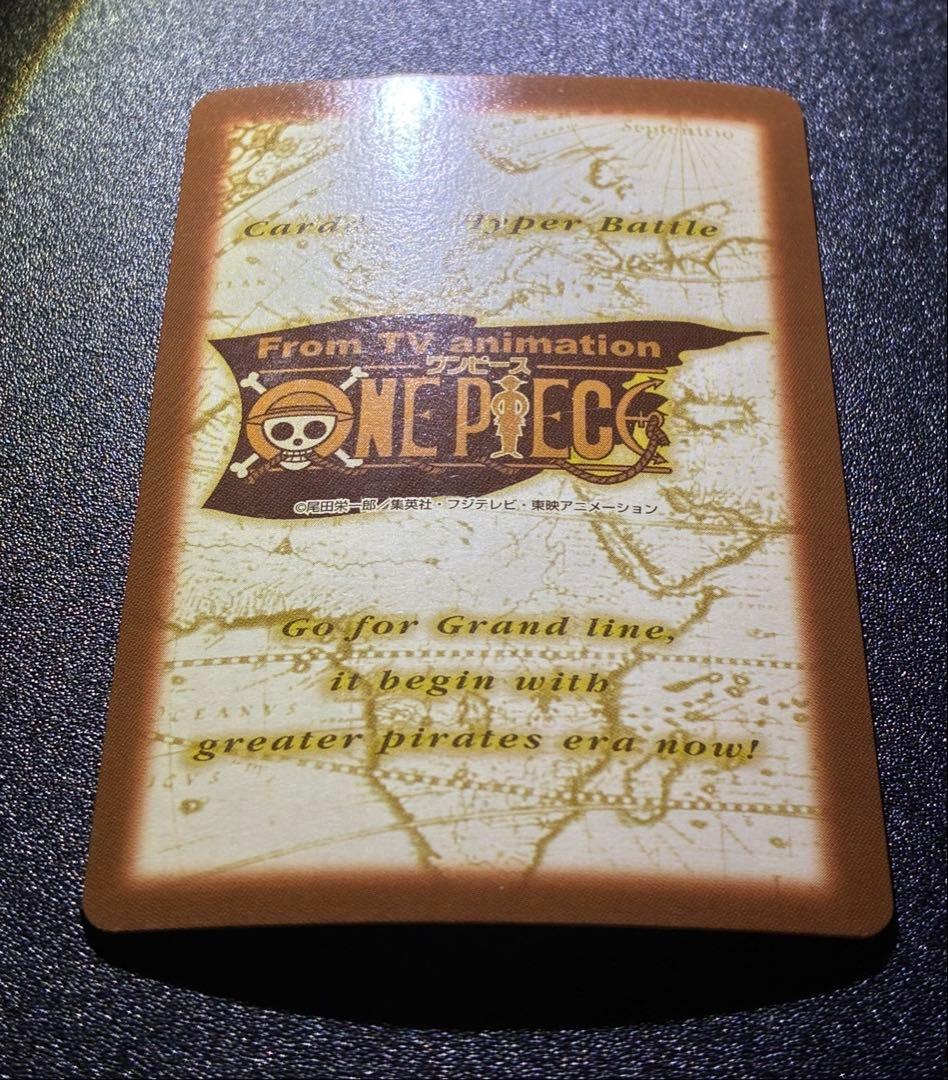 septentrio
Hyper Battle
From TV animation
ワンピース
ONE PIECE
©尾田栄一郎／集英社・フジテレビ・東映アニメーション
Go for Grand line,
it begin with
OCEANVS
greater pirates era now!